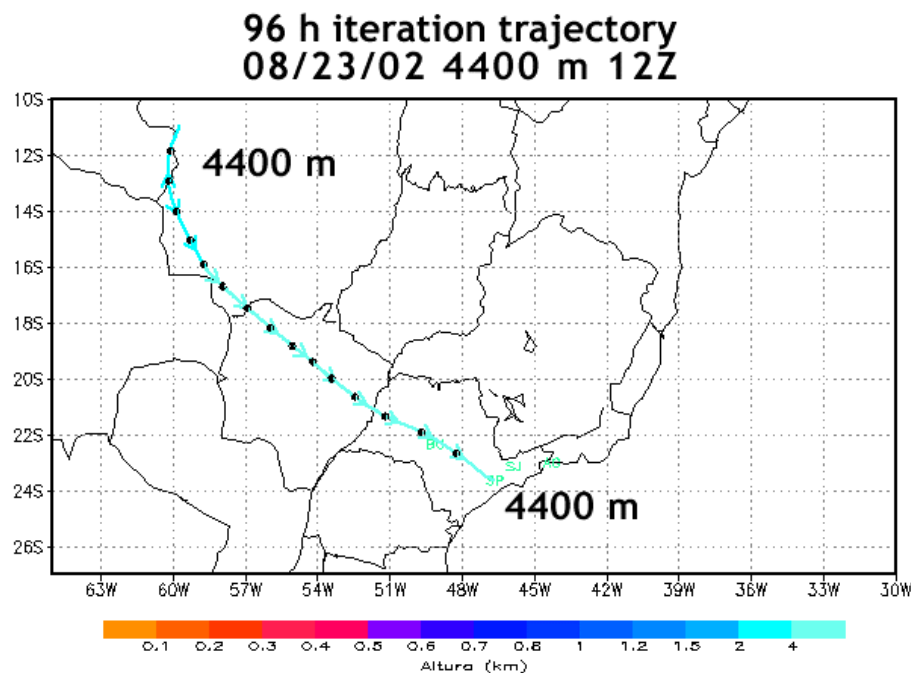 96 h iteration trajectory
08/23/02 4400 m 12Z
10S
12S
4400 m
14S
16S
18S
20S
22S
BU
SJ
SP
24S
4400 m
26S
63W 60W 57W 54W 51W 48W 45W 42W 39W 36W 33W 30W
0.1 0.2 0.3 0.4 0.5 0.6 0.7 0.8 1 1.2 1.5 2 4
Altura (km)